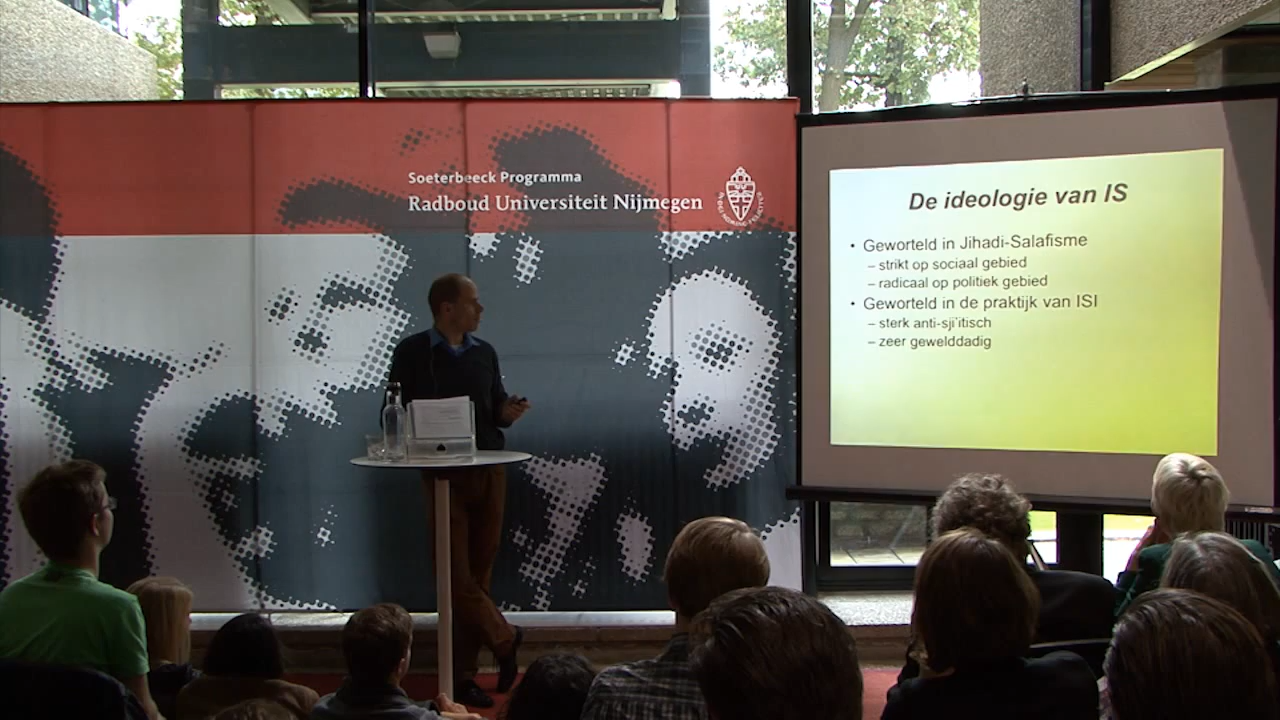 Soeterbeeck Programma
Radboud Universiteit Nijmegen
De ideologie van IS
• Geworteld in Jihadi-Salafisme
– strikt op sociaal gebied
– radicaal op politiek gebied
• Geworteld in de praktijk van ISI
– sterk anti-sji'itisch
– zeer gewelddadig